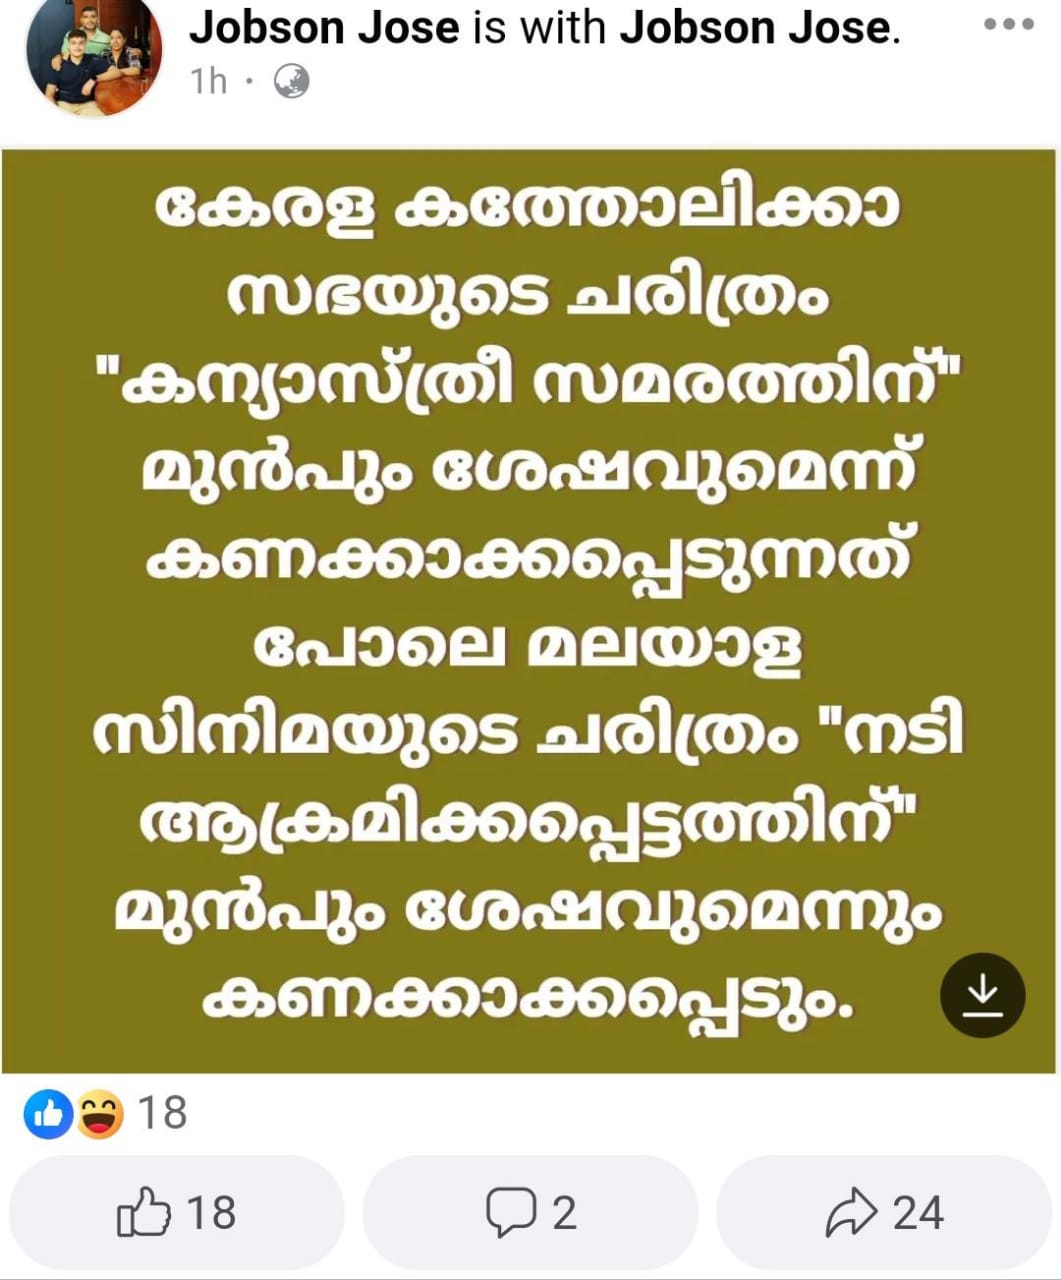 Jobson Jose is with Jobson Jose.
1h
കേരള കത്തോലിക്കാ
സഭയുടെ ചരിത്രം
"കന്യാസ്ത്രീ സമരത്തിന്"
മുൻപും ശേഷവുമെന്ന്
കണക്കാക്കപ്പെടുന്നത്
പോലെ മലയാള
സിനിമയുടെ ചരിത്രം "നടി
ആക്രമിക്കപ്പെട്ടത്തിന്"
മുൻപും ശേഷവുമെന്നും
കണക്കാക്കപ്പെടും.
18
18 2 24